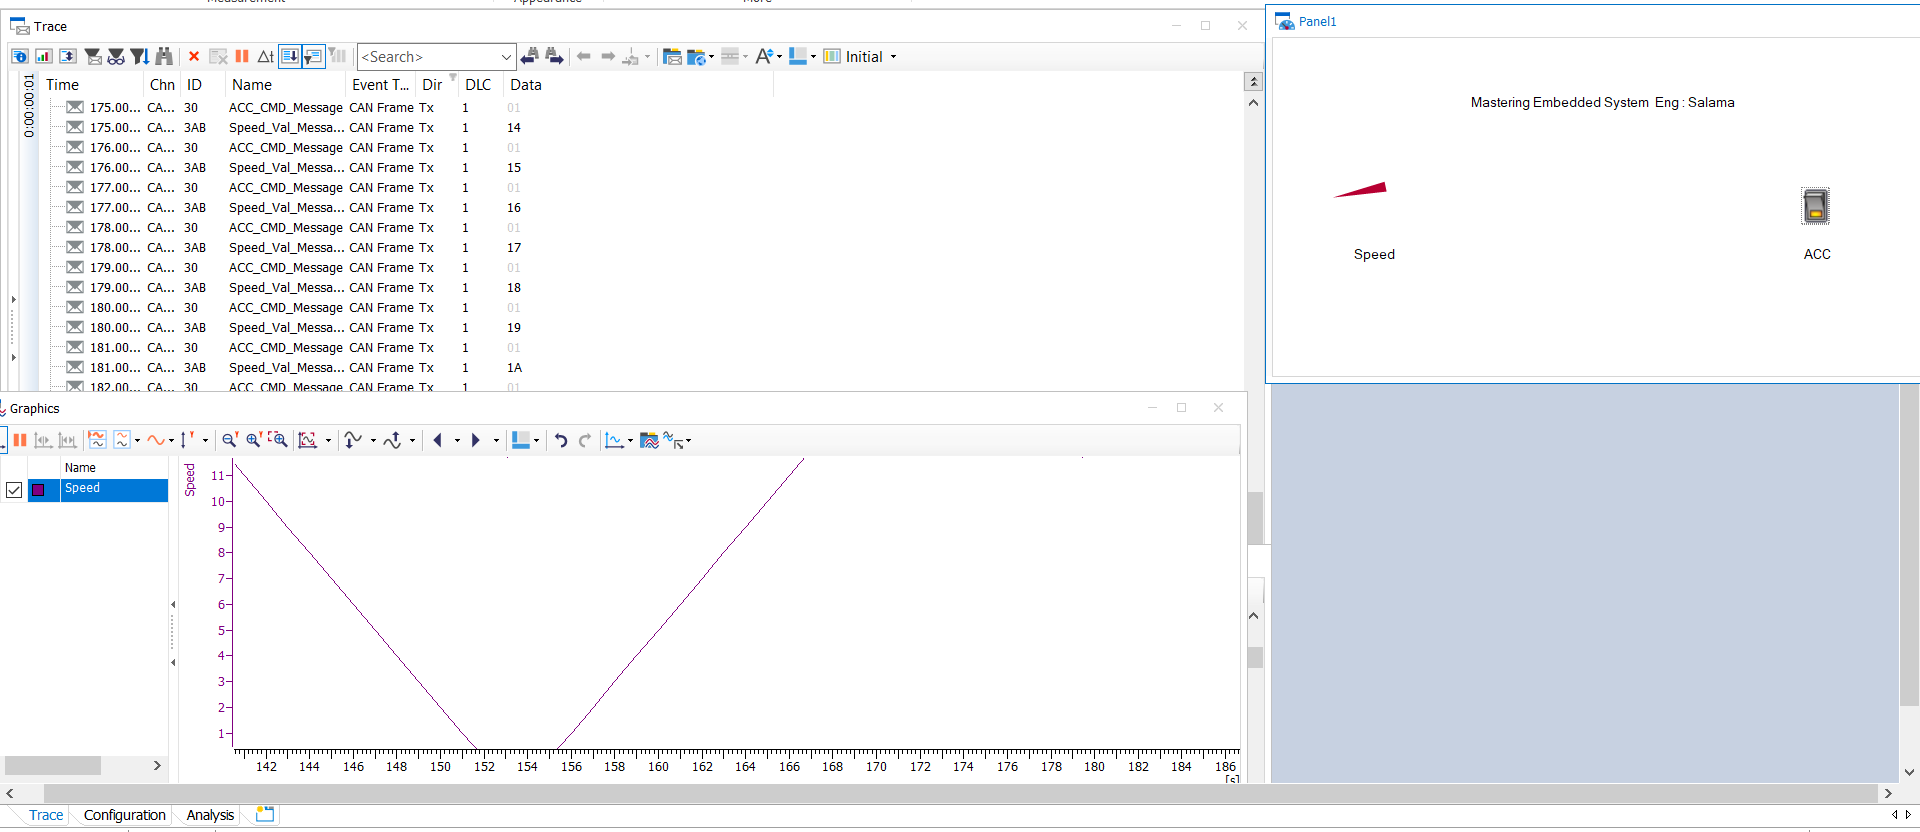 Trace
<Search>
Initial
Time Chn ID Name Event T... Dir DLC Data
0:00:00:01
175.00... CA... 30 ACC_CMD_Message CAN Frame Tx 1 01
175.00... CA... 3AB Speed_Val_Messa... CAN Frame Tx 1 14
176.00... CA... 30 ACC_CMD_Message CAN Frame Tx 1 01
176.00... CA... 3AB Speed_Val_Messa... CAN Frame Tx 1 15
177.00... CA... 30 ACC_CMD_Message CAN Frame Tx 1 01
177.00... CA... 3AB Speed_Val_Messa... CAN Frame Tx 1 16
178.00... CA... 30 ACC_CMD_Message CAN Frame Tx 1 01
178.00... CA... 3AB Speed_Val_Messa... CAN Frame Tx 1 17
179.00... CA... 30 ACC_CMD_Message CAN Frame Tx 1 01
179.00... CA... 3AB Speed_Val_Messa... CAN Frame Tx 1 18
180.00... CA... 30 ACC_CMD_Message CAN Frame Tx 1 01
180.00... CA... 3AB Speed_Val_Messa... CAN Frame Tx 1 19
181.00... CA... 30 ACC_CMD_Message CAN Frame Tx 1 01
181.00... CA... 3AB Speed_Val_Messa... CAN Frame Tx 1 1A
182.00... CA... 30 ACC_CMD_Message CAN Frame Tx 1 01
Panel1
Mastering Embedded System Eng : Salama
Speed
ACC
Graphics
Name
Speed
Speed
11
10
9
8
7
6
5
4
3
2
1
142 144 146 148 150 152 154 156 158 160 162 164 166 168 170 172 174 176 178 180 182 184 186
[s]
Trace Configuration Analysis